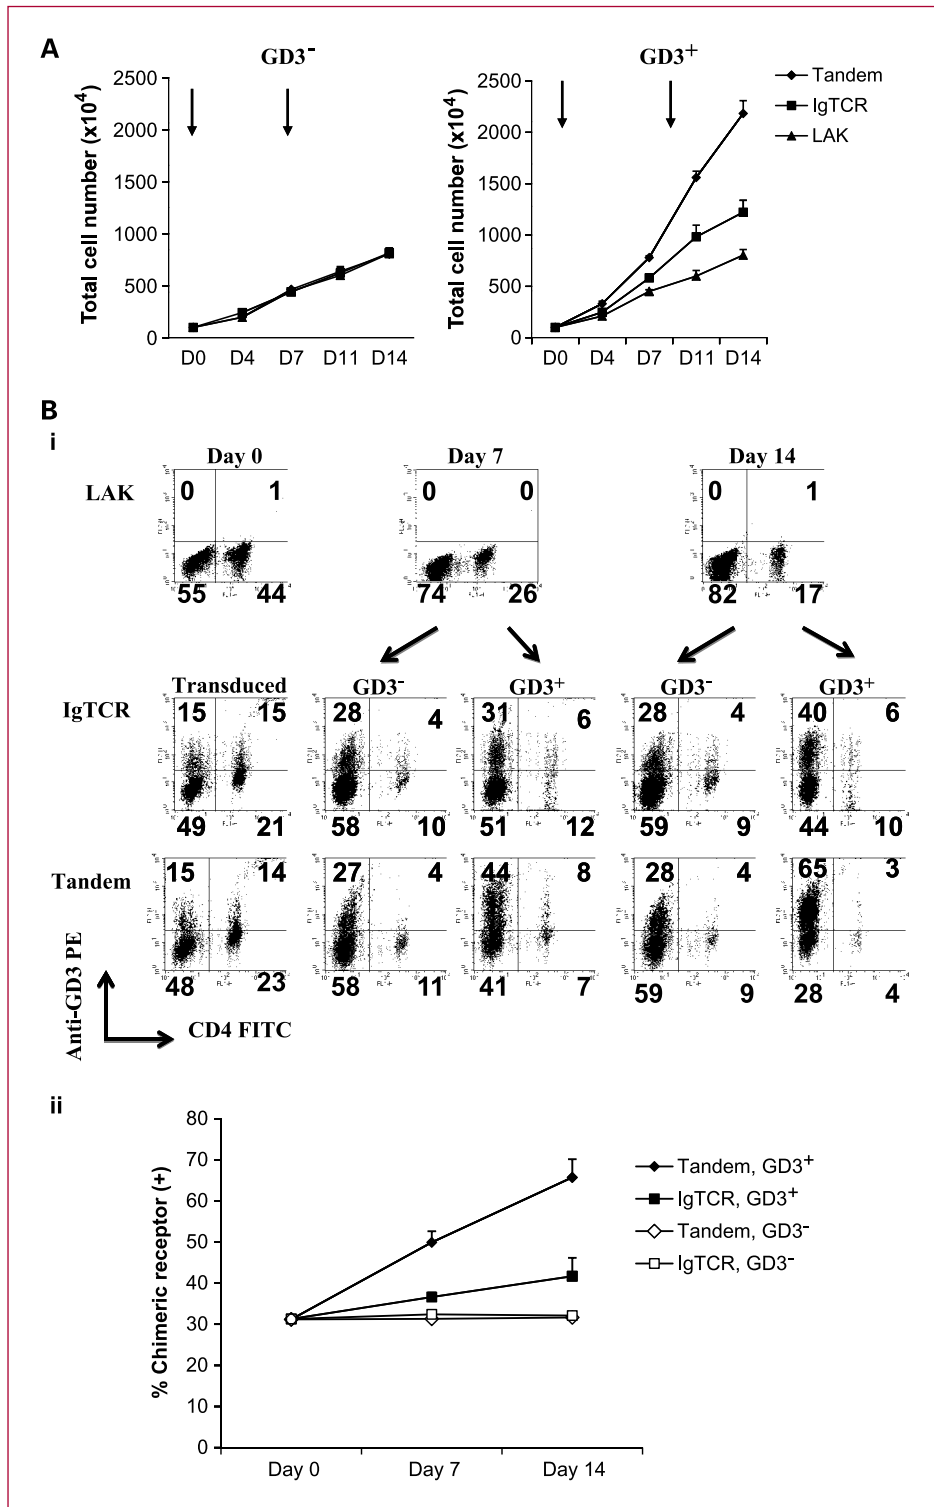 A
GD3-
GD3+
Total cell number (x10^4)
2500
2000
1500
1000
500
0
D0 D4 D7 D11 D14
Total cell number (x10^4)
2500
2000
1500
1000
500
0
D0 D4 D7 D11 D14
Tandem
IgTCR
LAK
B
i
Day 0 Day 7 Day 14
LAK
0 1 0 0 0 1
55 44 74 26 82 17
Transduced GD3- GD3+ GD3- GD3+
IgTCR
15 15 28 4 31 6 28 4 40 6
49 21 58 10 51 12 59 9 44 10
Tandem
15 14 27 4 44 8 28 4 65 3
48 23 58 11 41 7 59 9 28 4
Anti-GD3 PE
CD4 FITC
ii
% Chimeric receptor (+)
80
70
60
50
40
30
20
10
0
Day 0 Day 7 Day 14
Tandem, GD3+
IgTCR, GD3+
Tandem, GD3-
IgTCR, GD3-